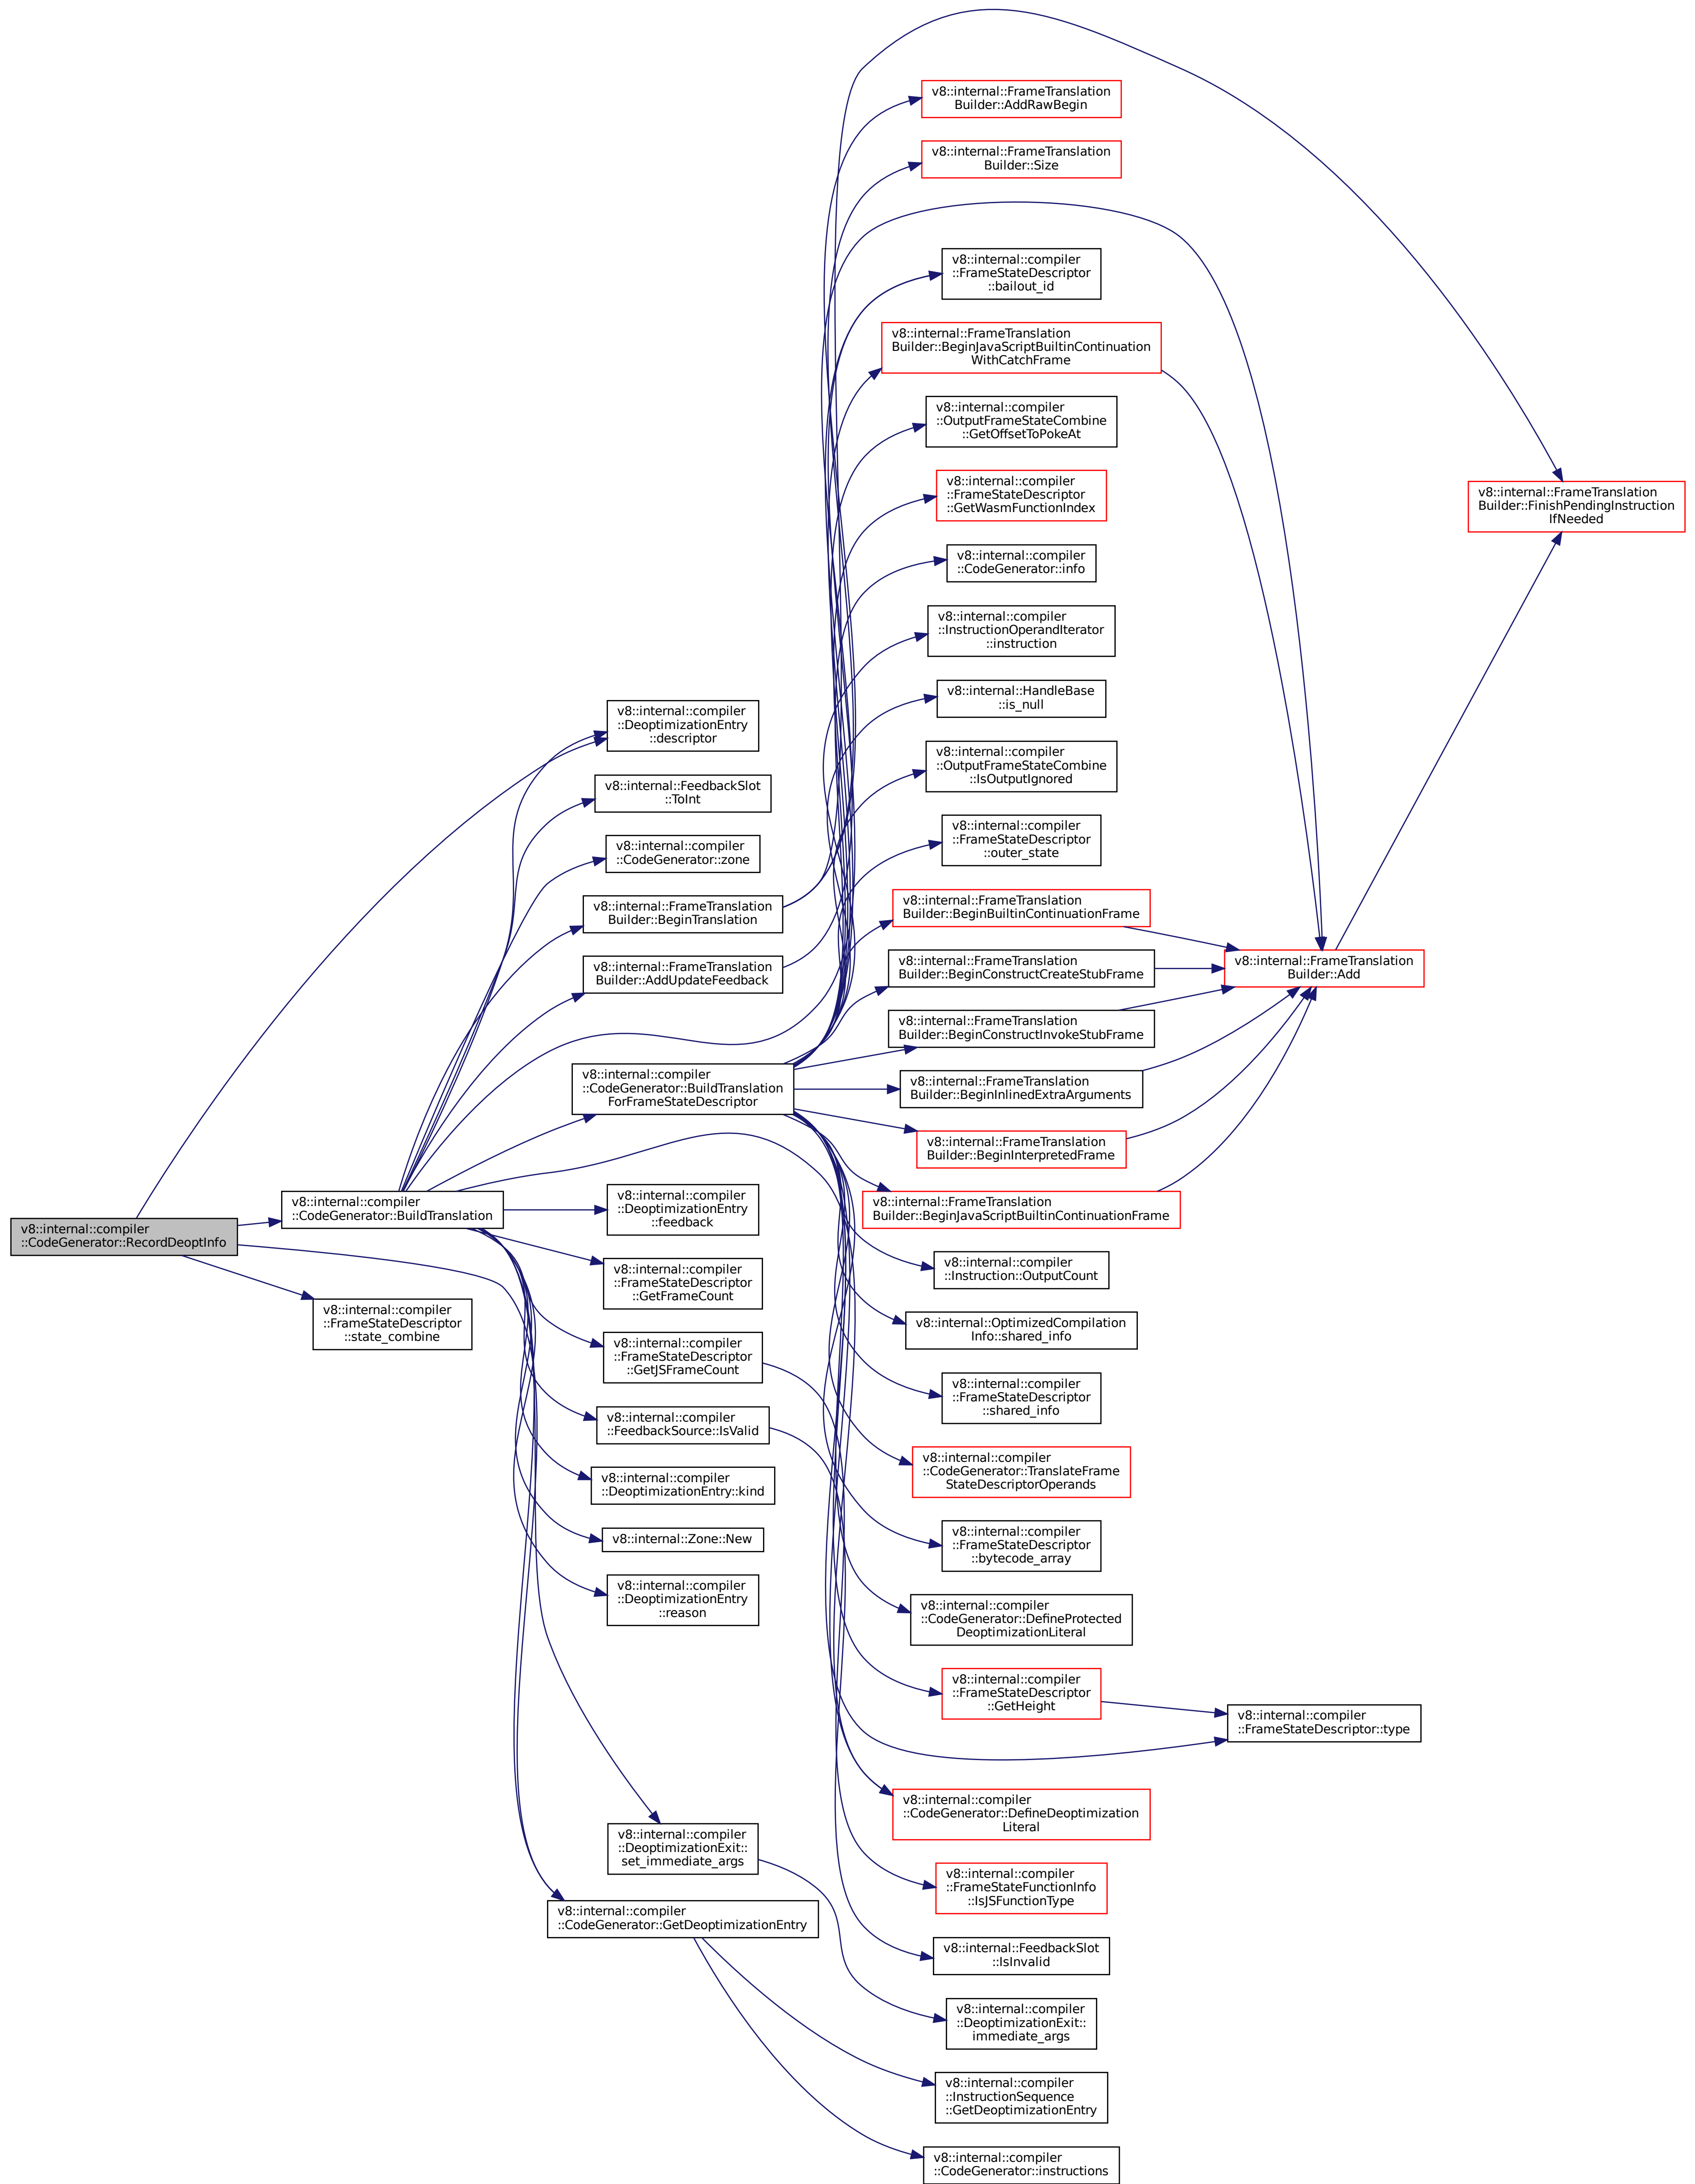 v8::internal::FrameTranslation
Builder::AddRawBegin
v8::internal::FrameTranslation
Builder::Size
v8::internal::compiler
::FrameStateDescriptor
::bailout_id
v8::internal::FrameTranslation
Builder::BeginJavaScriptBuiltinContinuation
WithCatchFrame
v8::internal::compiler
::OutputFrameStateCombine
::GetOffsetToPokeAt
v8::internal::compiler
::FrameStateDescriptor
::GetWasmFunctionIndex
v8::internal::FrameTranslation
Builder::FinishPendingInstruction
IfNeeded
v8::internal::compiler
::CodeGenerator::info
v8::internal::compiler
::InstructionOperandIterator
::instruction
v8::internal::HandleBase
::is_null
v8::internal::compiler
::DeoptimizationEntry
::descriptor
v8::internal::compiler
::OutputFrameStateCombine
::IsOutputIgnored
v8::internal::FeedbackSlot
::ToInt
v8::internal::compiler
::FrameStateDescriptor
::outer_state
v8::internal::compiler
::CodeGenerator::zone
v8::internal::FrameTranslation
Builder::BeginTranslation
v8::internal::FrameTranslation
Builder::BeginBuiltinContinuationFrame
v8::internal::FrameTranslation
Builder::AddUpdateFeedback
v8::internal::FrameTranslation
Builder::BeginConstructCreateStubFrame
v8::internal::FrameTranslation
Builder::Add
v8::internal::FrameTranslation
Builder::BeginConstructInvokeStubFrame
v8::internal::compiler
::CodeGenerator::BuildTranslation
ForFrameStateDescriptor
v8::internal::FrameTranslation
Builder::BeginInlinedExtraArguments
v8::internal::FrameTranslation
Builder::BeginInterpretedFrame
v8::internal::compiler
::CodeGenerator::RecordDeoptInfo
v8::internal::compiler
::CodeGenerator::BuildTranslation
v8::internal::compiler
::DeoptimizationEntry
::feedback
v8::internal::FrameTranslation
Builder::BeginJavaScriptBuiltinContinuationFrame
v8::internal::compiler
::FrameStateDescriptor
::GetFrameCount
v8::internal::compiler
::Instruction::OutputCount
v8::internal::compiler
::FrameStateDescriptor
::state_combine
v8::internal::OptimizedCompilation
Info::shared_info
v8::internal::compiler
::FrameStateDescriptor
::GetJSFrameCount
v8::internal::compiler
::FrameStateDescriptor
::shared_info
v8::internal::compiler
::FeedbackSource::IsValid
v8::internal::compiler
::CodeGenerator::TranslateFrame
StateDescriptorOperands
v8::internal::compiler
::DeoptimizationEntry::kind
v8::internal::Zone::New
v8::internal::compiler
::FrameStateDescriptor
::bytecode_array
v8::internal::compiler
::DeoptimizationEntry
::reason
v8::internal::compiler
::CodeGenerator::DefineProtected
DeoptimizationLiteral
v8::internal::compiler
::FrameStateDescriptor
::GetHeight
v8::internal::compiler
::FrameStateDescriptor::type
v8::internal::compiler
::CodeGenerator::DefineDeoptimization
Literal
v8::internal::compiler
::DeoptimizationExit::
set_immediate_args
v8::internal::compiler
::FrameStateFunctionInfo
::IsJSFunctionType
v8::internal::compiler
::CodeGenerator::GetDeoptimizationEntry
v8::internal::FeedbackSlot
::IsInvalid
v8::internal::compiler
::DeoptimizationExit::
immediate_args
v8::internal::compiler
::InstructionSequence
::GetDeoptimizationEntry
v8::internal::compiler
::CodeGenerator::instructions